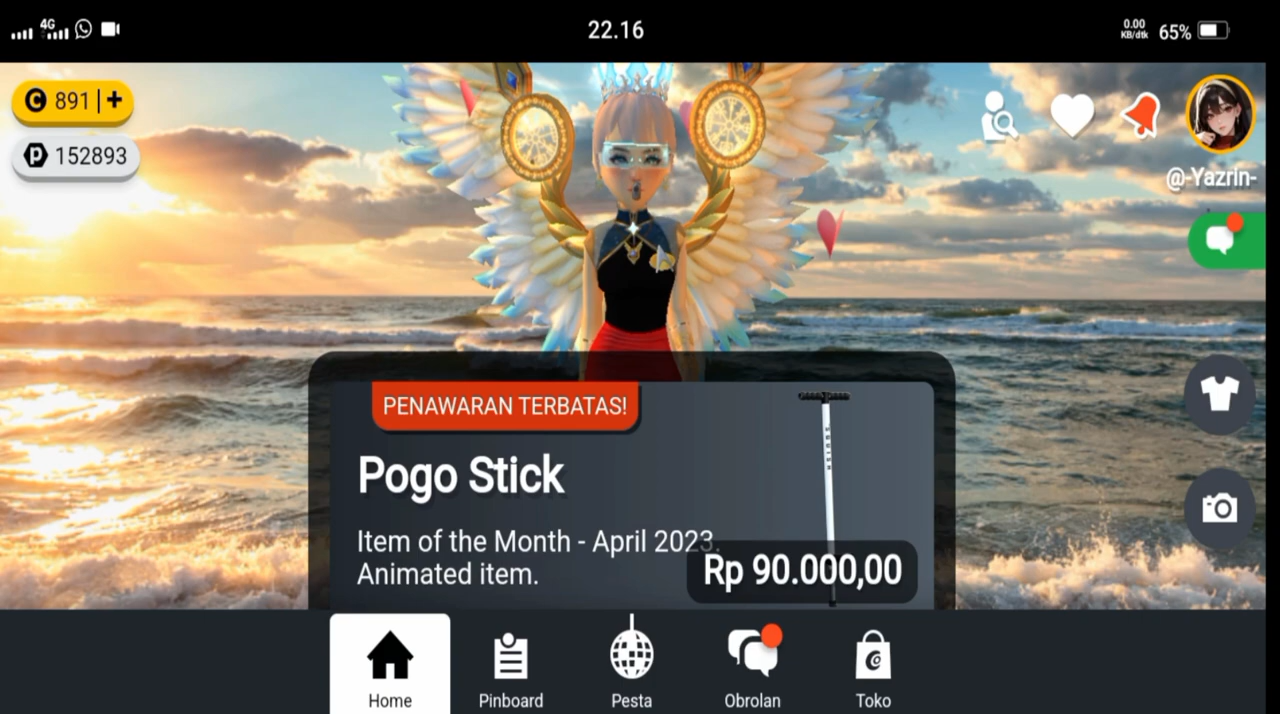 4G
22.16
0.00
KB/dtk
65%
891 | +
152893
@-Yazrin-
PENAWARAN TERBATAS!
Pogo Stick
Item of the Month - April 2023.
Animated item.
Rp 90.000,00
Home
Pinboard
Pesta
Obrolan
Toko